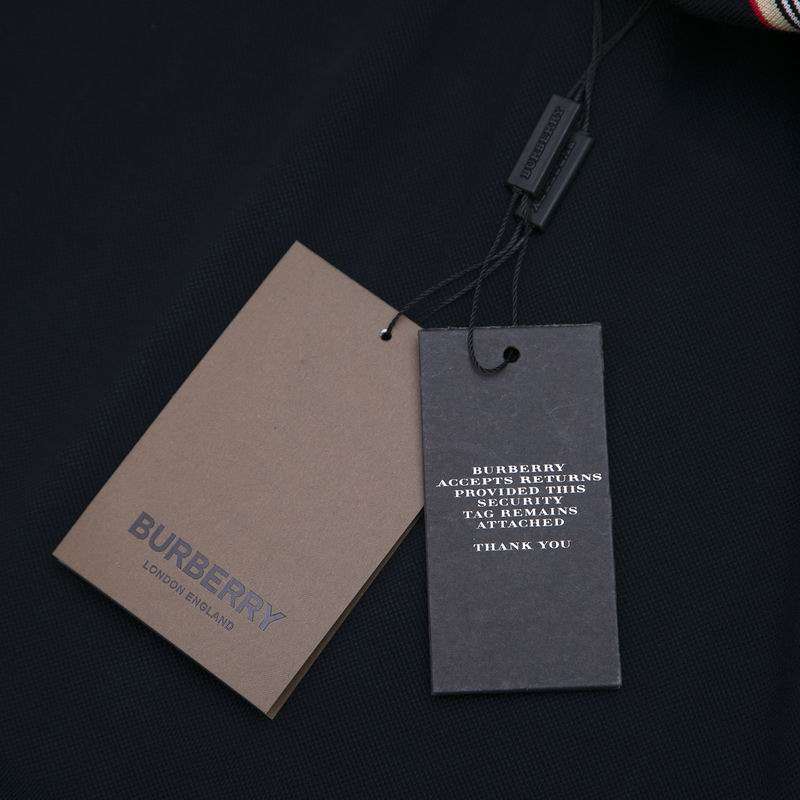 BURBERRY
BURBERRY
LONDON ENGLAND
BURBERRY
ACCEPTS RETURNS
PROVIDED THIS
SECURITY
TAG REMAINS
ATTACHED
THANK YOU